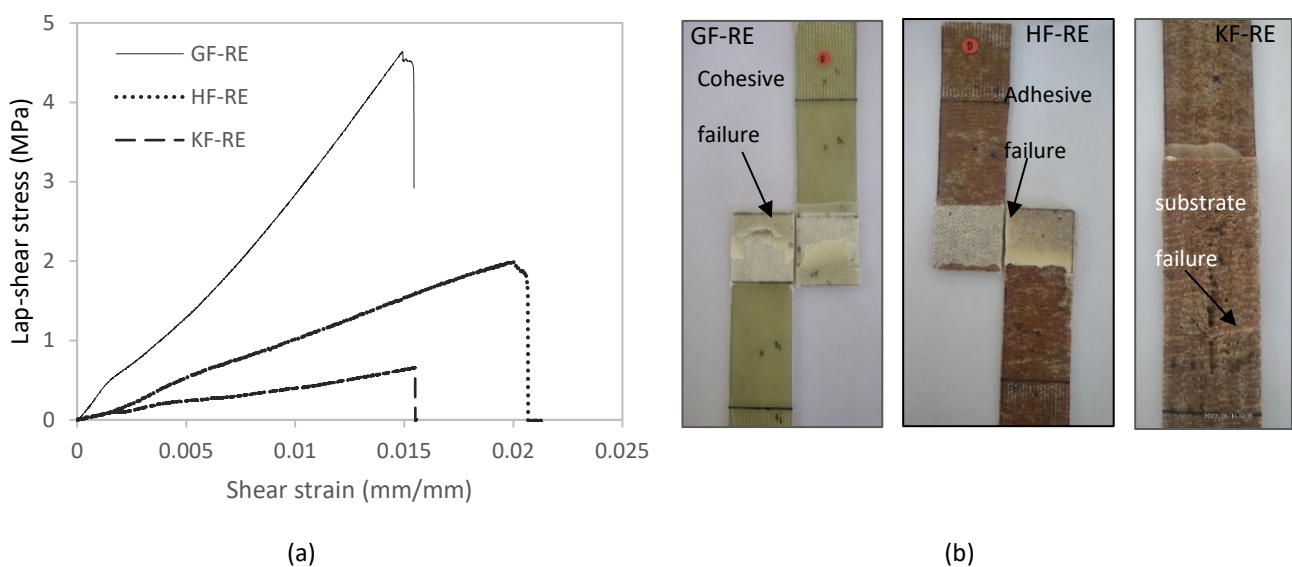 5
4
3
2
1
0
Lap-shear stress (MPa)
GF-RE
HF-RE
KF-RE
0
0.005
0.01
0.015
0.02
0.025
Shear strain (mm/mm)
(a)
GF-RE
Cohesive
failure
HF-RE
Adhesive
failure
KF-RE
substrate
failure
(b)